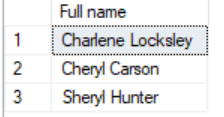 Full name
1 Charlene Locksley
2 Cheryl Carson
3 Sheryl Hunter